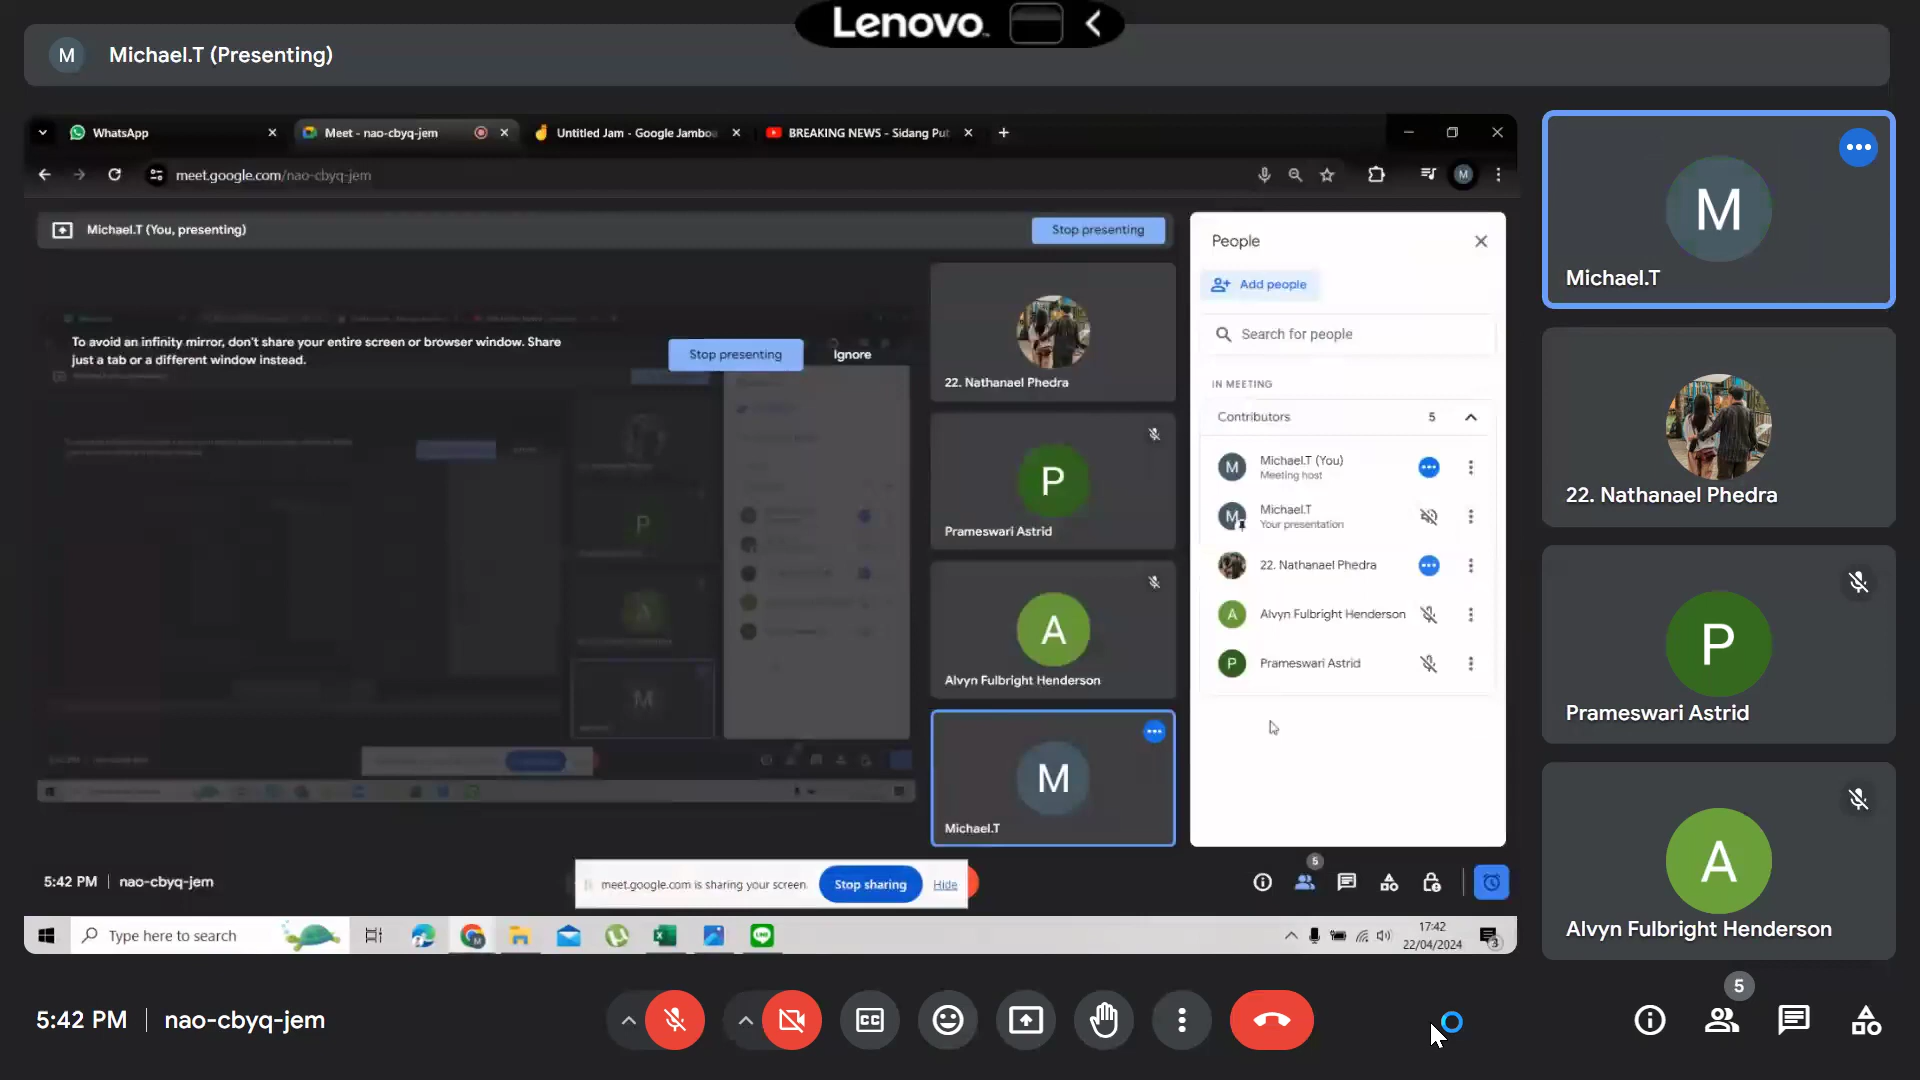 Lenovo
M Michael.T (Presenting)
WhatsApp
Meet - nao-cbyq-jem
Untitled Jam - Google Jambo
BREAKING NEWS - Sidang Put
meet.google.com/nao-cbyq-jem
M
Michael.T (You, presenting)
Stop presenting
To avoid an infinity mirror, don't share your entire screen or browser window. Share
just a tab or a different window instead.
Stop presenting
Ignore
22. Nathanael Phedra
P
Prameswari Astrid
A
Alvyn Fulbright Henderson
M
Michael.T
P
M
People
Add people
Search for people
IN MEETING
Contributors 5
M Michael.T (You)
Meeting host
M Michael.T
Your presentation
22. Nathanael Phedra
A Alvyn Fulbright Henderson
P Prameswari Astrid
5:42 PM nao-cbyq-jem
meet.google.com is sharing your screen.
Stop sharing
Hide
5
Type here to search
17:42
22/04/2024
3
M
Michael.T
22. Nathanael Phedra
P
Prameswari Astrid
A
Alvyn Fulbright Henderson
5:42 PM nao-cbyq-jem
CC
5